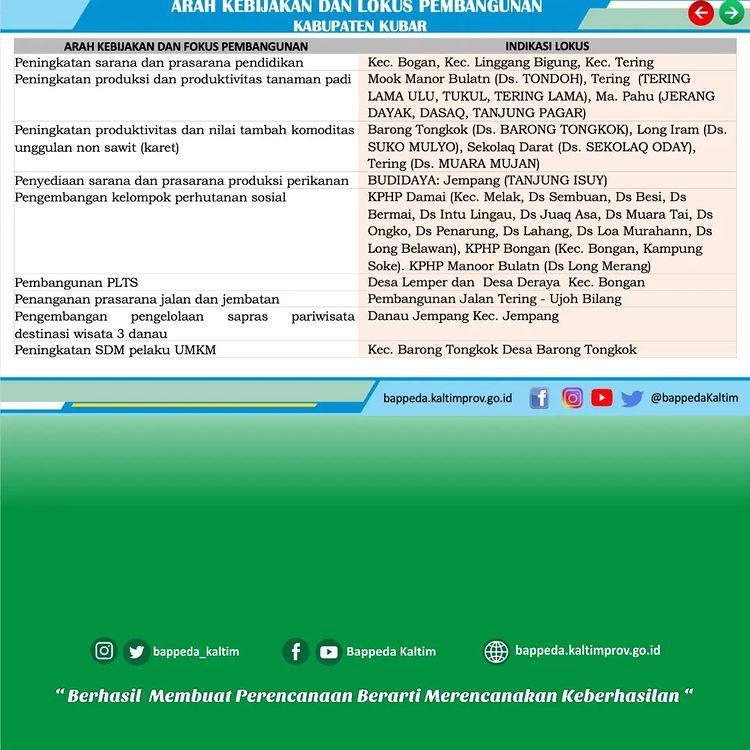 ARAH KEBIJAKAN DAN LOKUS PEMBANGUNAN
KABUPATEN KUBAR
ARAH KEBIJAKAN DAN FOKUS PEMBANGUNAN
INDIKASI LOKUS
Peningkatan sarana dan prasarana pendidikan
Kec. Bogan, Kec. Linggang Bigung, Kec. Tering
Peningkatan produksi dan produktivitas tanaman padi
Mook Manor Bulatn (Ds. TONDOH), Tering (TERING
LAMA ULU, TUKUL, TERING LAMA), Ma. Pahu (JERANG
DAYAK, DASAQ, TANJUNG PAGAR)
Peningkatan produktivitas dan nilai tambah komoditas
unggulan non sawit (karet)
Barong Tongkok (Ds. BARONG TONGKOK), Long Iram (Ds.
SUKO MULYO), Sekolaq Darat (Ds. SEKOLAQ ODAY),
Tering (Ds. MUARA MUJAN)
Penyediaan sarana dan prasarana produksi perikanan
BUDIDAYA: Jempang (TANJUNG ISUY)
Pengembangan kelompok perhutanan sosial
KPHP Damai (Kec. Melak, Ds Sembuan, Ds Besi, Ds
Bermai, Ds Intu Lingau, Ds Juaq Asa, Ds Muara Tai, Ds
Ongko, Ds Penarung, Ds Lahang, Ds Loa Murahann, Ds
Long Belawan), KPHP Bongan (Kec. Bongan, Kampung
Soke). KPHP Manoor Bulatn (Ds Long Merang)
Pembangunan PLTS
Desa Lemper dan Desa Deraya Kec. Bongan
Penanganan prasarana jalan dan jembatan
Pembangunan Jalan Tering - Ujoh Bilang
Pengembangan pengelolaan sapras pariwisata
destinasi wisata 3 danau
Danau Jempang Kec. Jempang
Peningkatan SDM pelaku UMKM
Kec. Barong Tongkok Desa Barong Tongkok
bappeda.kaltimprov.go.id
@bappedaKaltim
bappeda_kaltim
Bappeda Kaltim
bappeda.kaltimprov.go.id
“ Berhasil Membuat Perencanaan Berarti Merencanakan Keberhasilan “